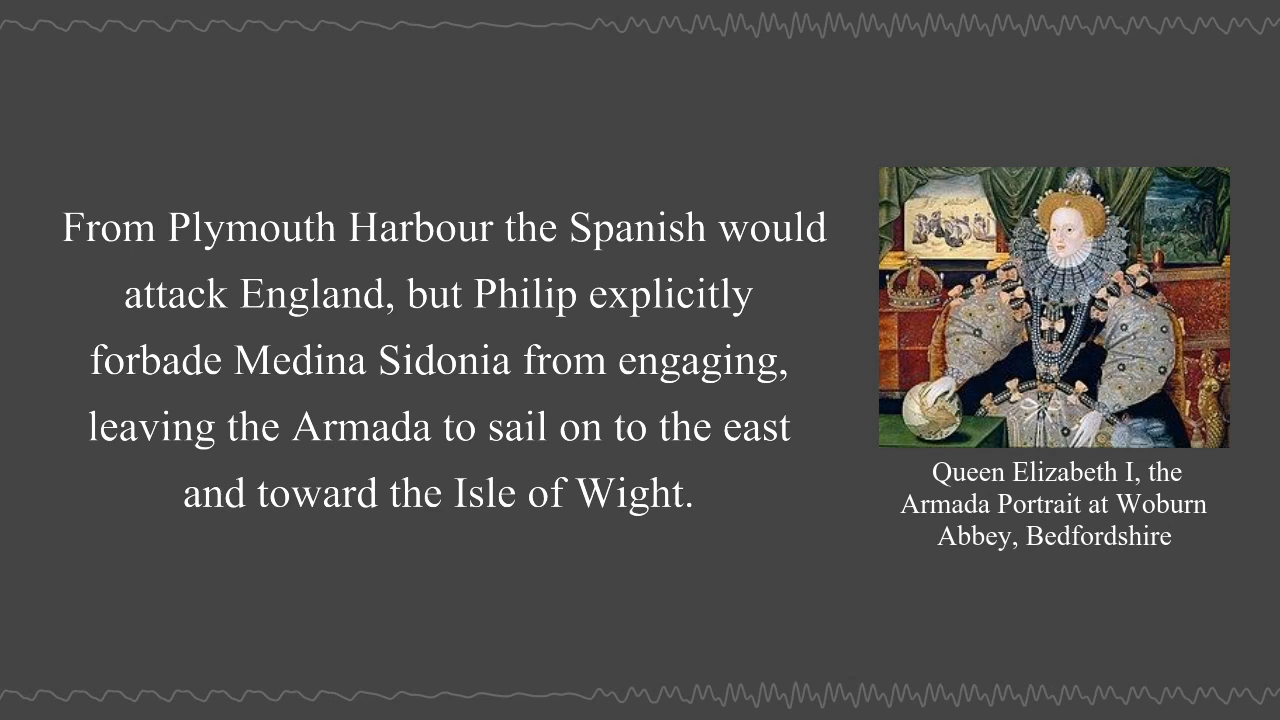 From Plymouth Harbour the Spanish would
attack England, but Philip explicitly
forbade Medina Sidonia from engaging,
leaving the Armada to sail on to the east
and toward the Isle of Wight.
Queen Elizabeth I, the
Armada Portrait at Woburn
Abbey, Bedfordshire